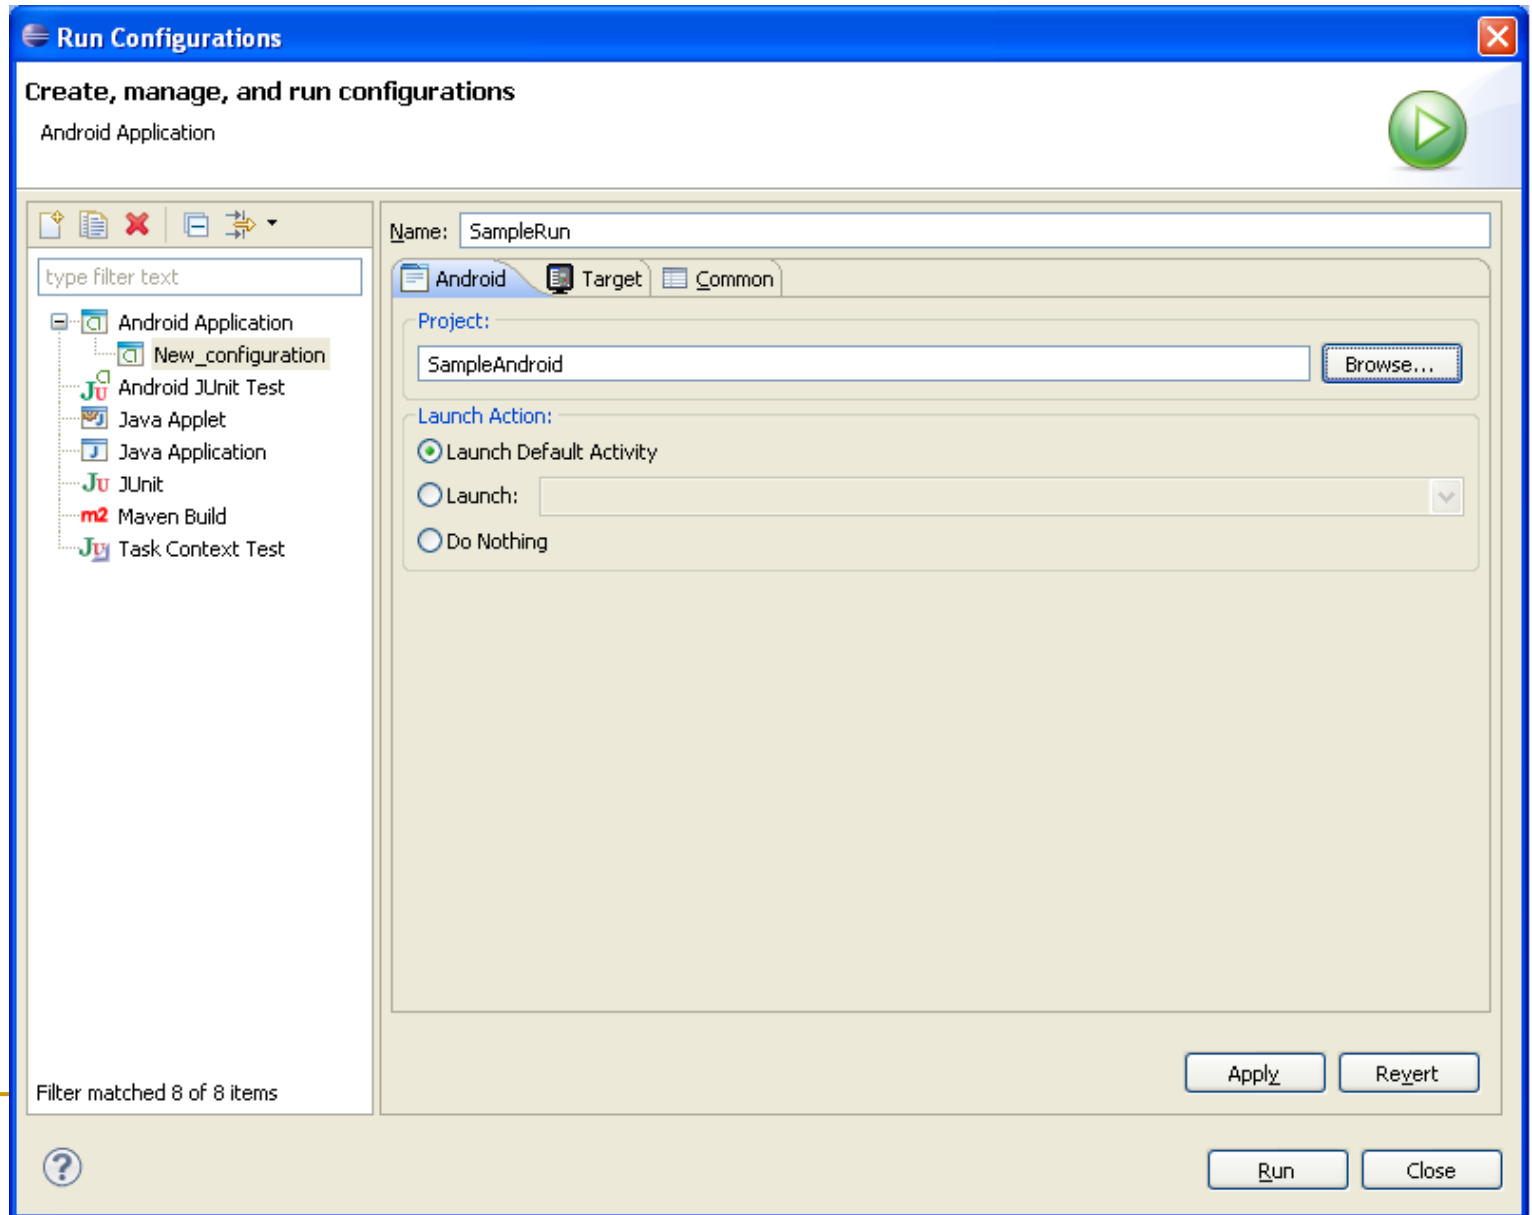 Run Configurations
Create, manage, and run configurations
Android Application
type filter text
Android Application
New_configuration
Android JUnit Test
Java Applet
Java Application
Ju JUnit
m2 Maven Build
Task Context Test
Filter matched 8 of 8 items
Name: SampleRun
Android Target Common
Project:
SampleAndroid Browse...
Launch Action:
Launch Default Activity
Launch:
Do Nothing
Apply Revert
Run Close